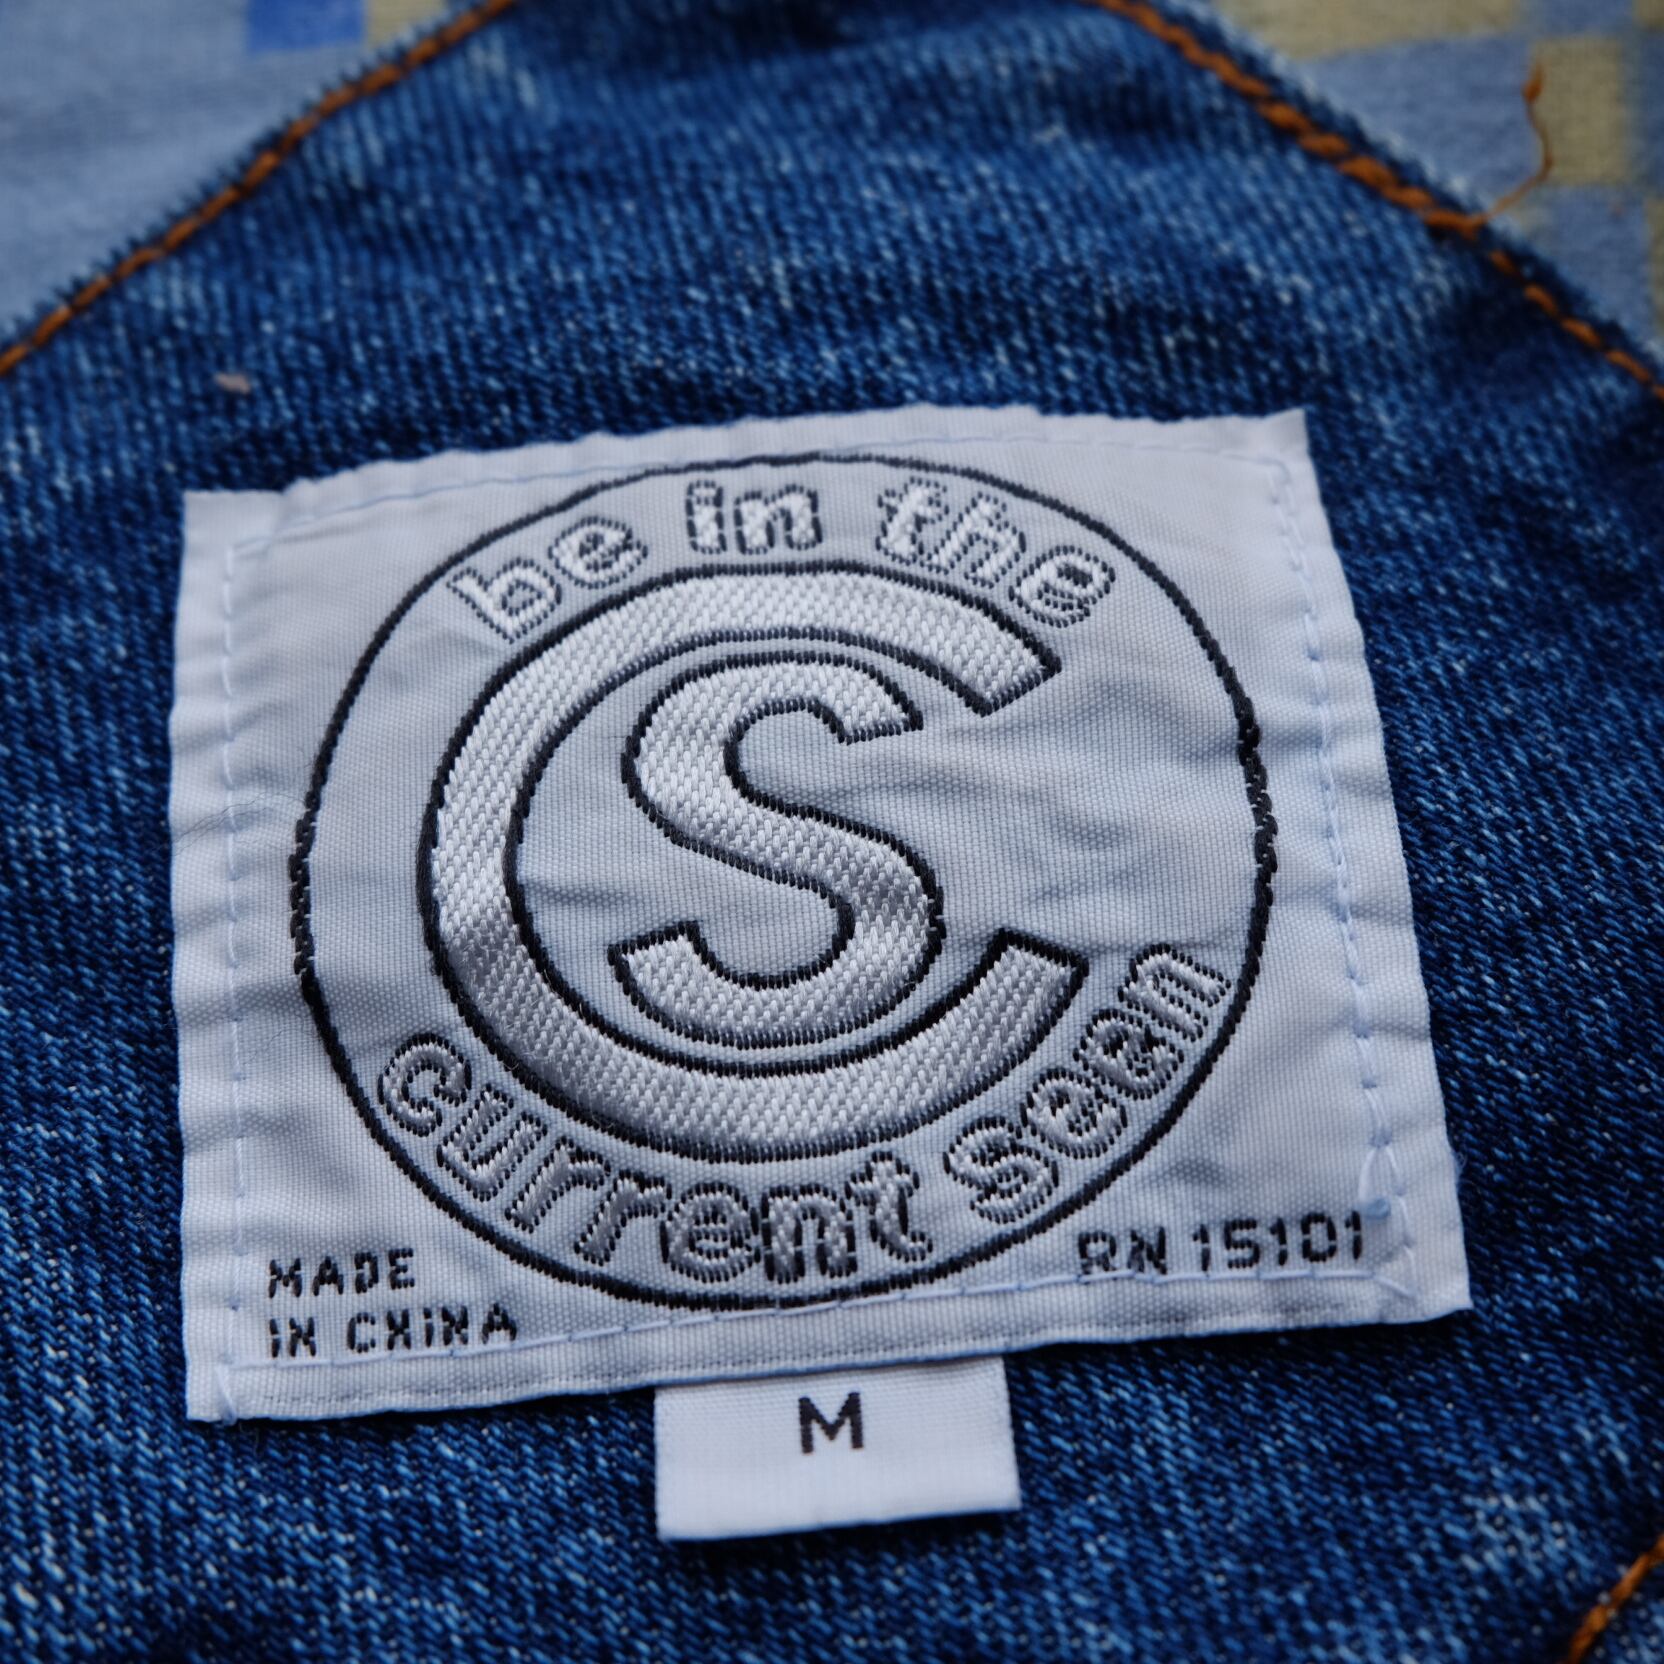 be in the
CS
current seen
MADE
IN CHINA
RN 15101
M